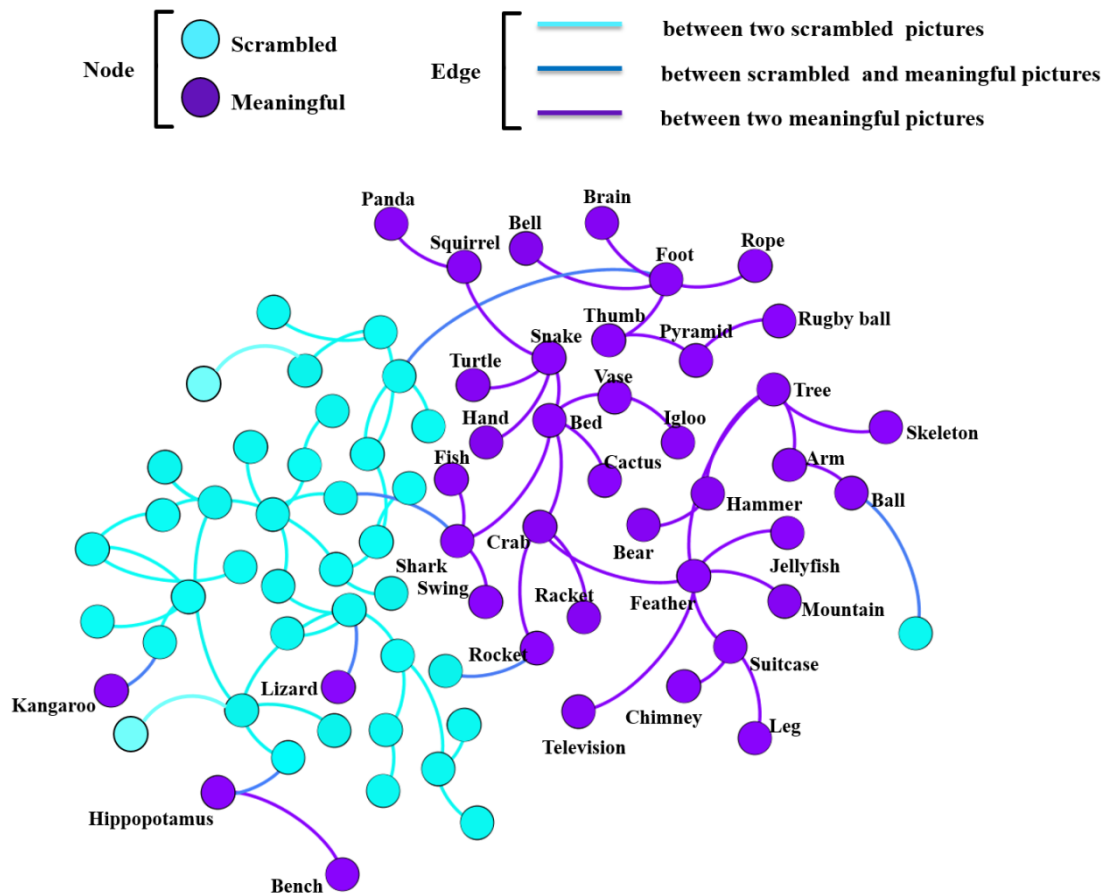 between two scrambled pictures
Scrambled
Node
Edge
between scrambled and meaningful pictures
Meaningful
between two meaningful pictures
Panda
Brain
Bell
Squirrel
Rope
Foot
Thumb
Rugby ball
Snake
Pyramid
Turtle
Vase
Tree
Hand
Bed
Igloo
Skeleton
Fish
Cactus
Arm
Hammer
Ball
Crab
Bear
Shark
Jellyfish
Swing
Racket
Feather
Mountain
Rocket
Suitcase
Lizard
Kangaroo
Chimney
Leg
Television
Hippopotamus
Bench